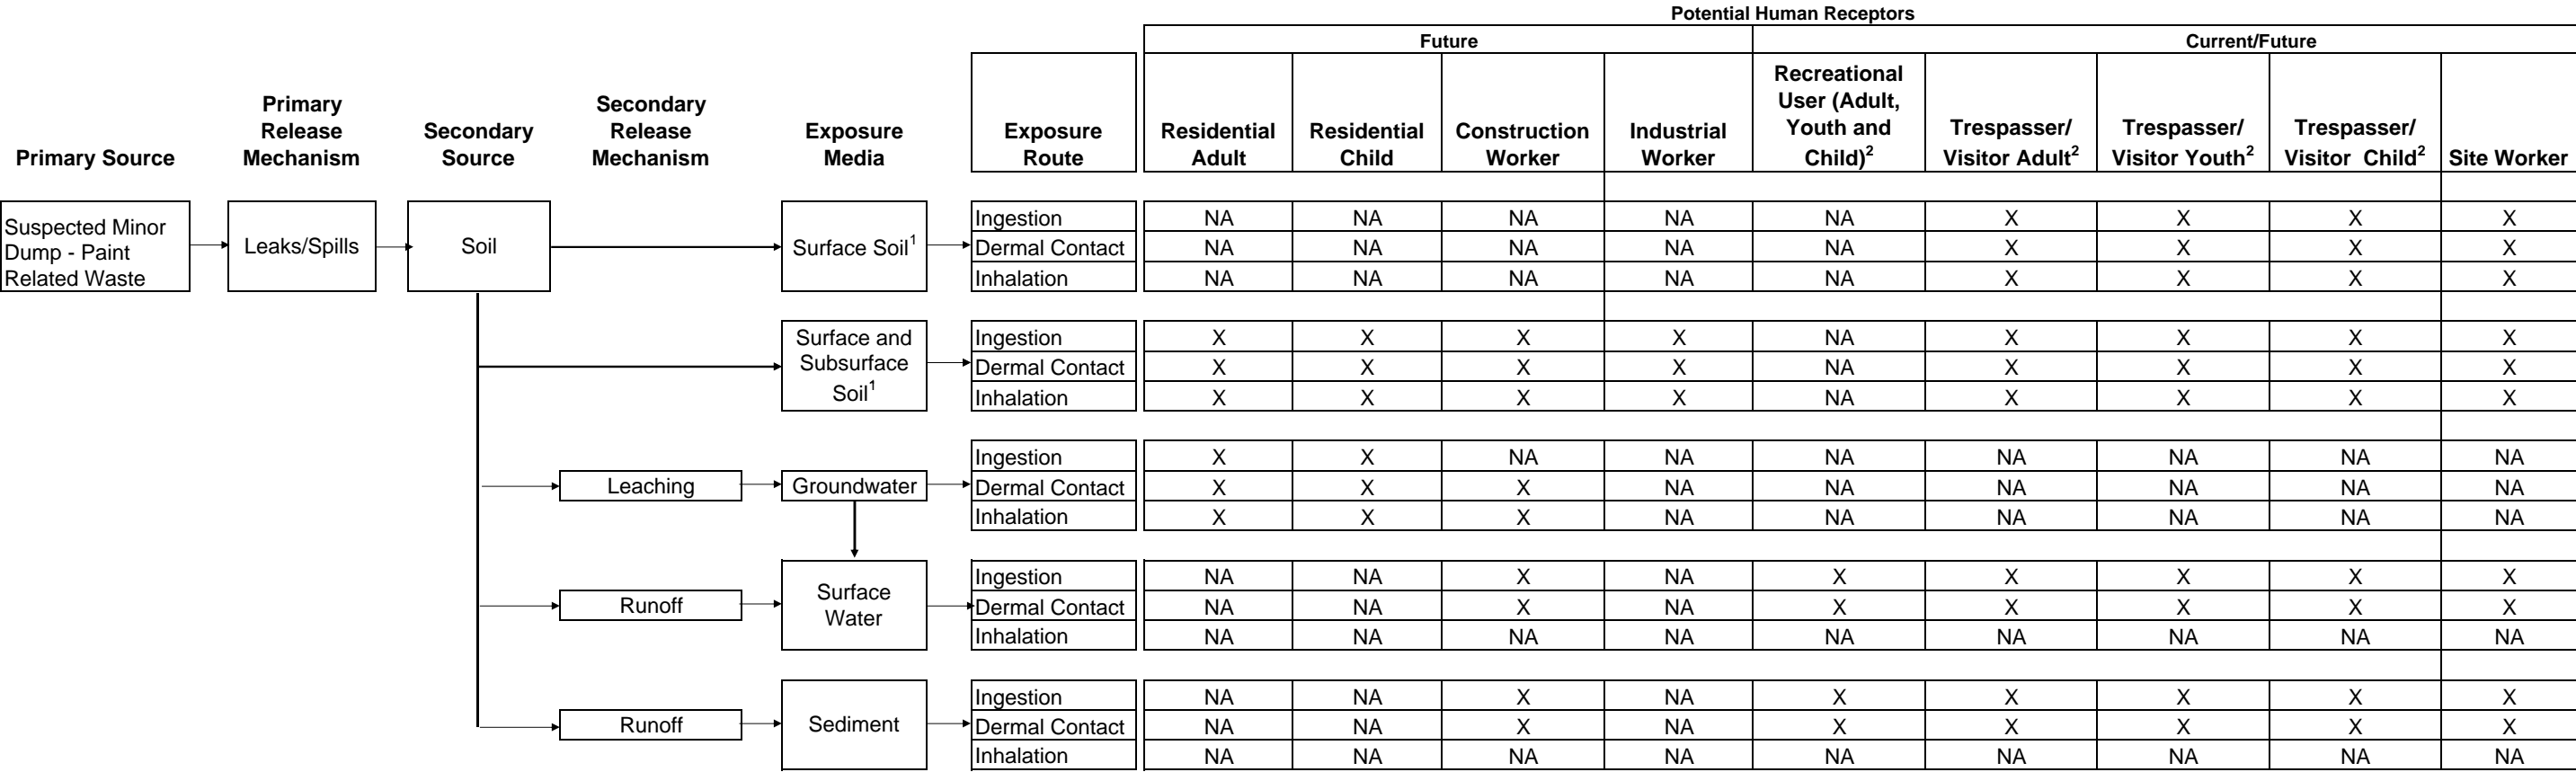 Potential Human Receptors
Future Current/Future
Primary Source
Primary
Release
Mechanism
Secondary
Source
Secondary
Release
Mechanism
Exposure
Media
Exposure
Route
Residential
Adult
Residential
Child
Construction
Worker
Industrial
Worker
Recreational
User (Adult,
Youth and
Child)2
Trespasser/
Visitor Adult2
Trespasser/
Visitor Youth2
Trespasser/
Visitor Child2
Site Worker
Suspected Minor
Dump - Paint
Related Waste
Leaks/Spills
Soil
Surface Soil1
Ingestion NA NA NA NA NA X X X X
Dermal Contact NA NA NA NA NA X X X X
Inhalation NA NA NA NA NA X X X X
Surface and
Subsurface
Soil1
Ingestion X X X X NA X X X X
Dermal Contact X X X X NA X X X X
Inhalation X X X X NA X X X X
Leaching
Groundwater
Ingestion X X NA NA NA NA NA NA NA
Dermal Contact X X X NA NA NA NA NA NA
Inhalation X X X NA NA NA NA NA NA
Runoff
Surface
Water
Ingestion NA NA X NA X X X X X
Dermal Contact NA NA X NA X X X X X
Inhalation NA NA NA NA NA NA NA NA NA
Runoff
Sediment
Ingestion NA NA X NA X X X X X
Dermal Contact NA NA X NA X X X X X
Inhalation NA NA NA NA NA NA NA NA NA